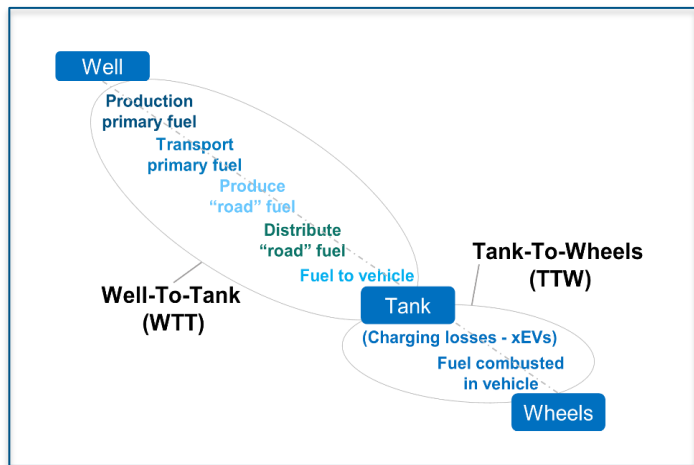 Well
Production
primary fuel
Transport
primary fuel
Produce
“road” fuel
Distribute
“road” fuel
Fuel to vehicle
Well-To-Tank
(WTT)
Tank-To-Wheels
(TTW)
Tank
(Charging losses - xEVs)
Fuel combusted
in vehicle
Wheels